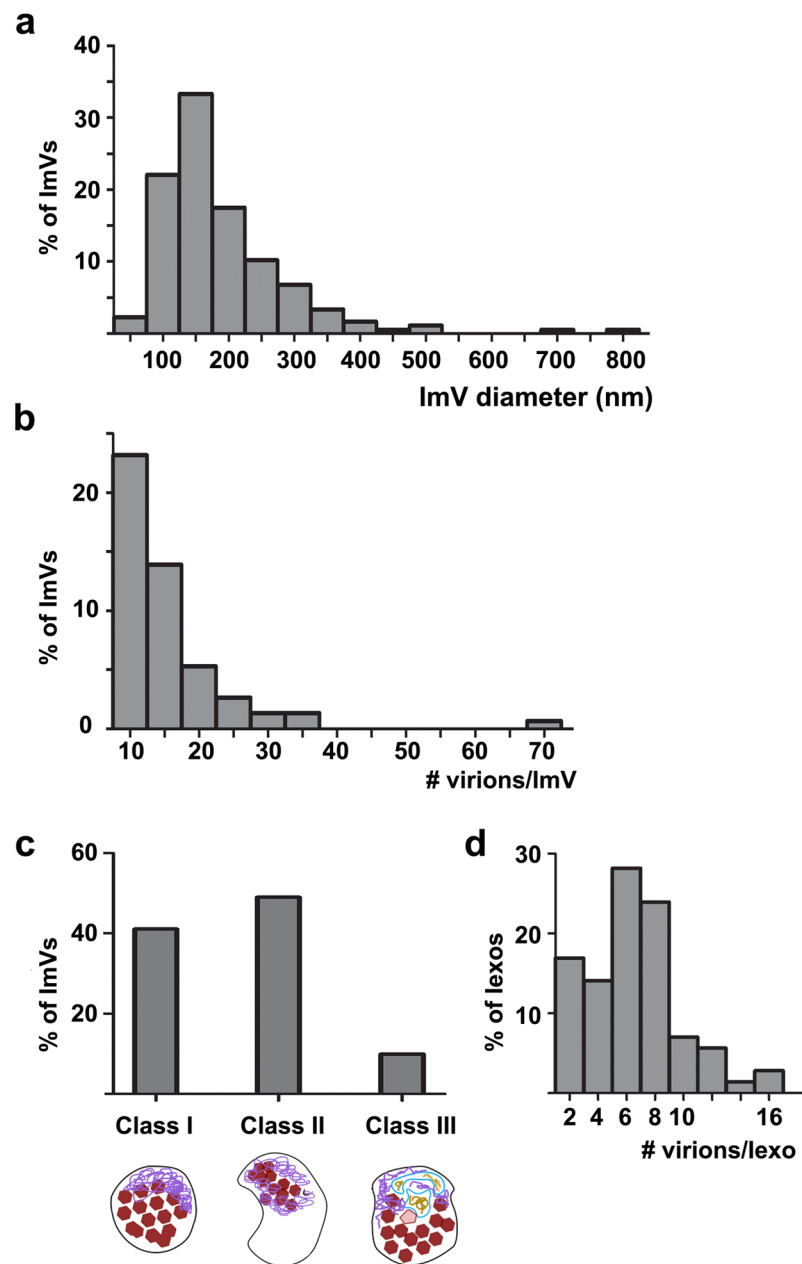 a
% of ImVs
40
30
20
10
100 200 300 400 500 600 700 800
ImV diameter (nm)
b
% of ImVs
20
10
0
10 20 30 40 50 60 70
# virions/ImV
c
% of ImVs
60
40
20
Class I Class II Class III
d
% of Iexos
30
20
10
2 4 6 8 10 16
# virions/Iexo